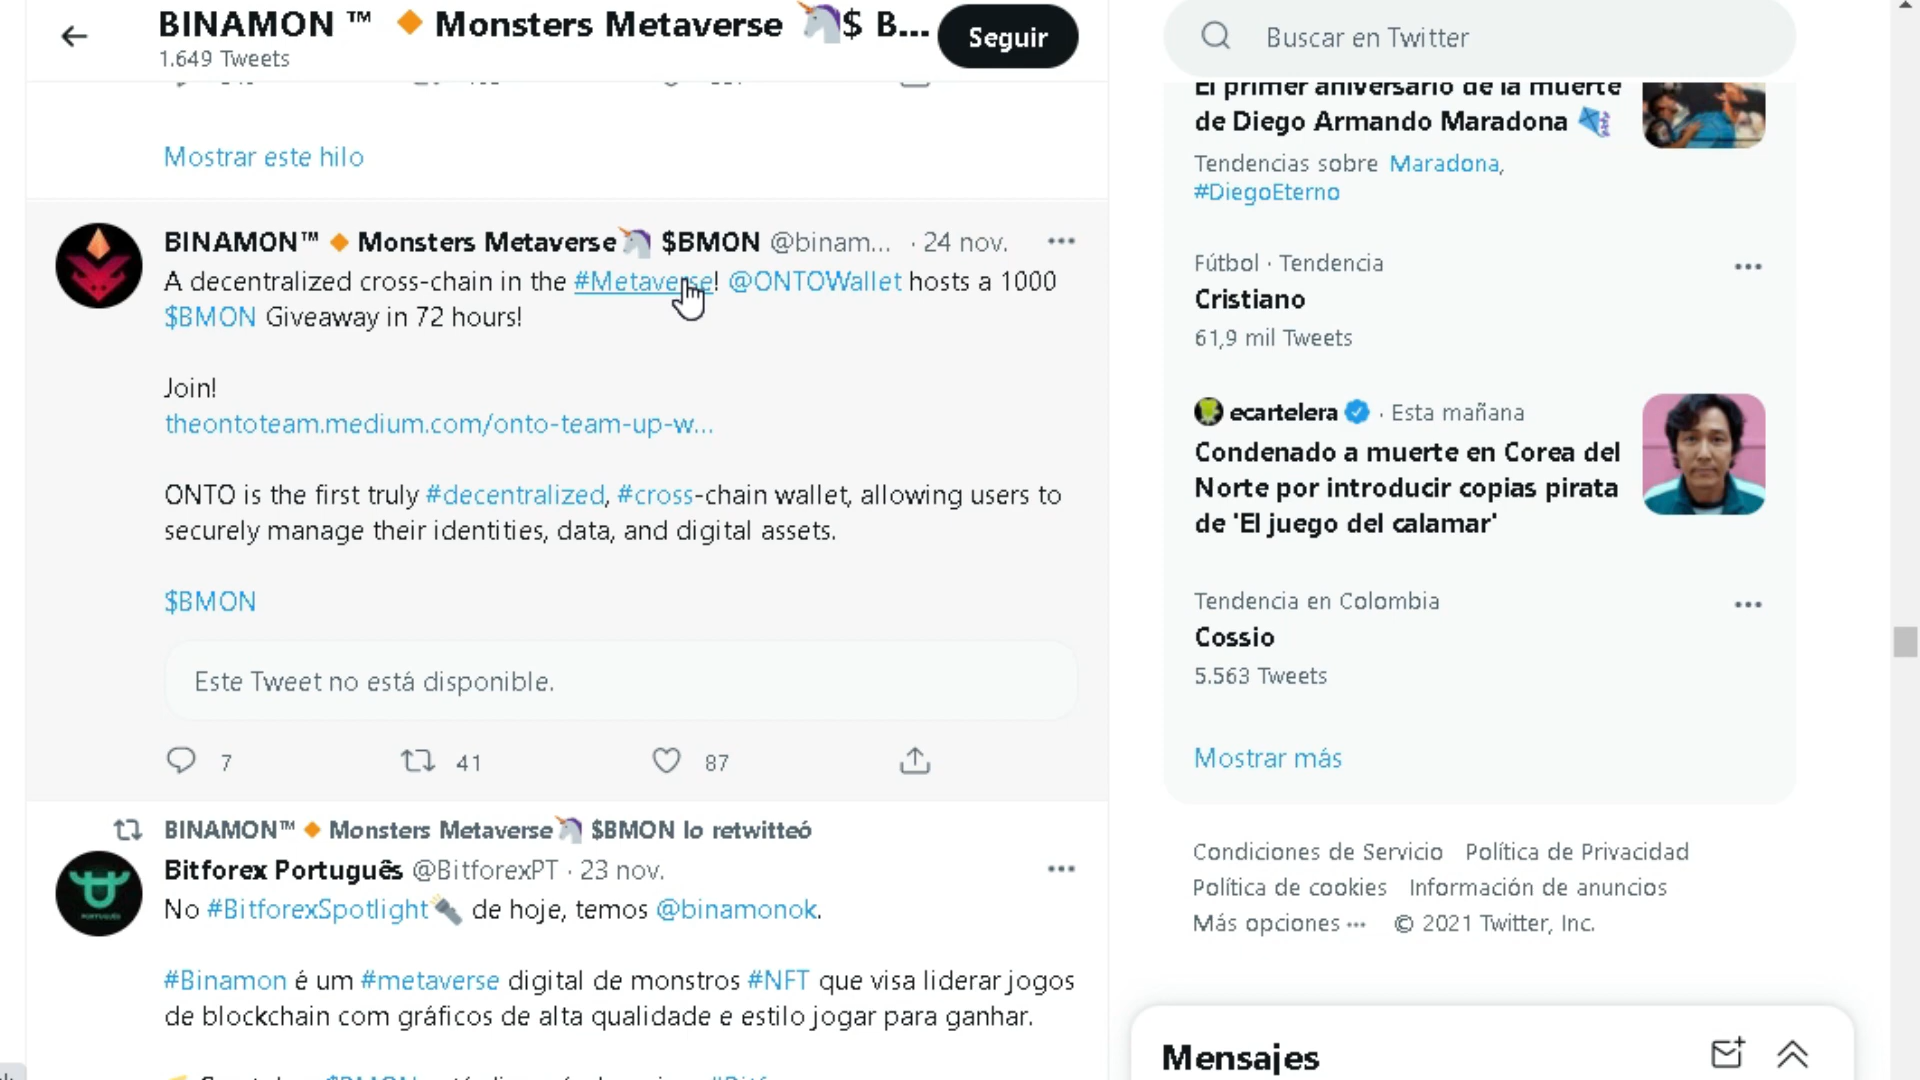 BINAMON ™ 🔸 Monsters Metaverse 🦄$ B...
1.649 Tweets
Seguir
Mostrar este hilo
BINAMON™ 🔸 Monsters Metaverse🦄 $BMON @binam... · 24 nov.
A decentralized cross-chain in the #Metaverse! @ONTOWallet hosts a 1000
$BMON Giveaway in 72 hours!
Join!
theontoteam.medium.com/onto-team-up-w...
ONTO is the first truly #decentralized, #cross-chain wallet, allowing users to
securely manage their identities, data, and digital assets.
$BMON
Este Tweet no está disponible.
7 41 87
BINAMON™ 🔸 Monsters Metaverse🦄 $BMON lo retwitteó
Bitforex Português @BitforexPT · 23 nov.
No #BitforexSpotlight🔦 de hoje, temos @binamonok.
#Binamon é um #metaverse digital de monstros #NFT que visa liderar jogos
de blockchain com gráficos de alta qualidade e estilo jogar para ganhar.
Buscar en Twitter
El primer aniversario de la muerte
de Diego Armando Maradona 🪁
Tendencias sobre Maradona,
#DiegoEterno
Fútbol · Tendencia
Cristiano
61,9 mil Tweets
ecartelera · Esta mañana
Condenado a muerte en Corea del
Norte por introducir copias pirata
de 'El juego del calamar'
Tendencia en Colombia
Cossio
5.563 Tweets
Mostrar más
Condiciones de Servicio Política de Privacidad
Política de cookies Información de anuncios
Más opciones ··· © 2021 Twitter, Inc.
Mensajes